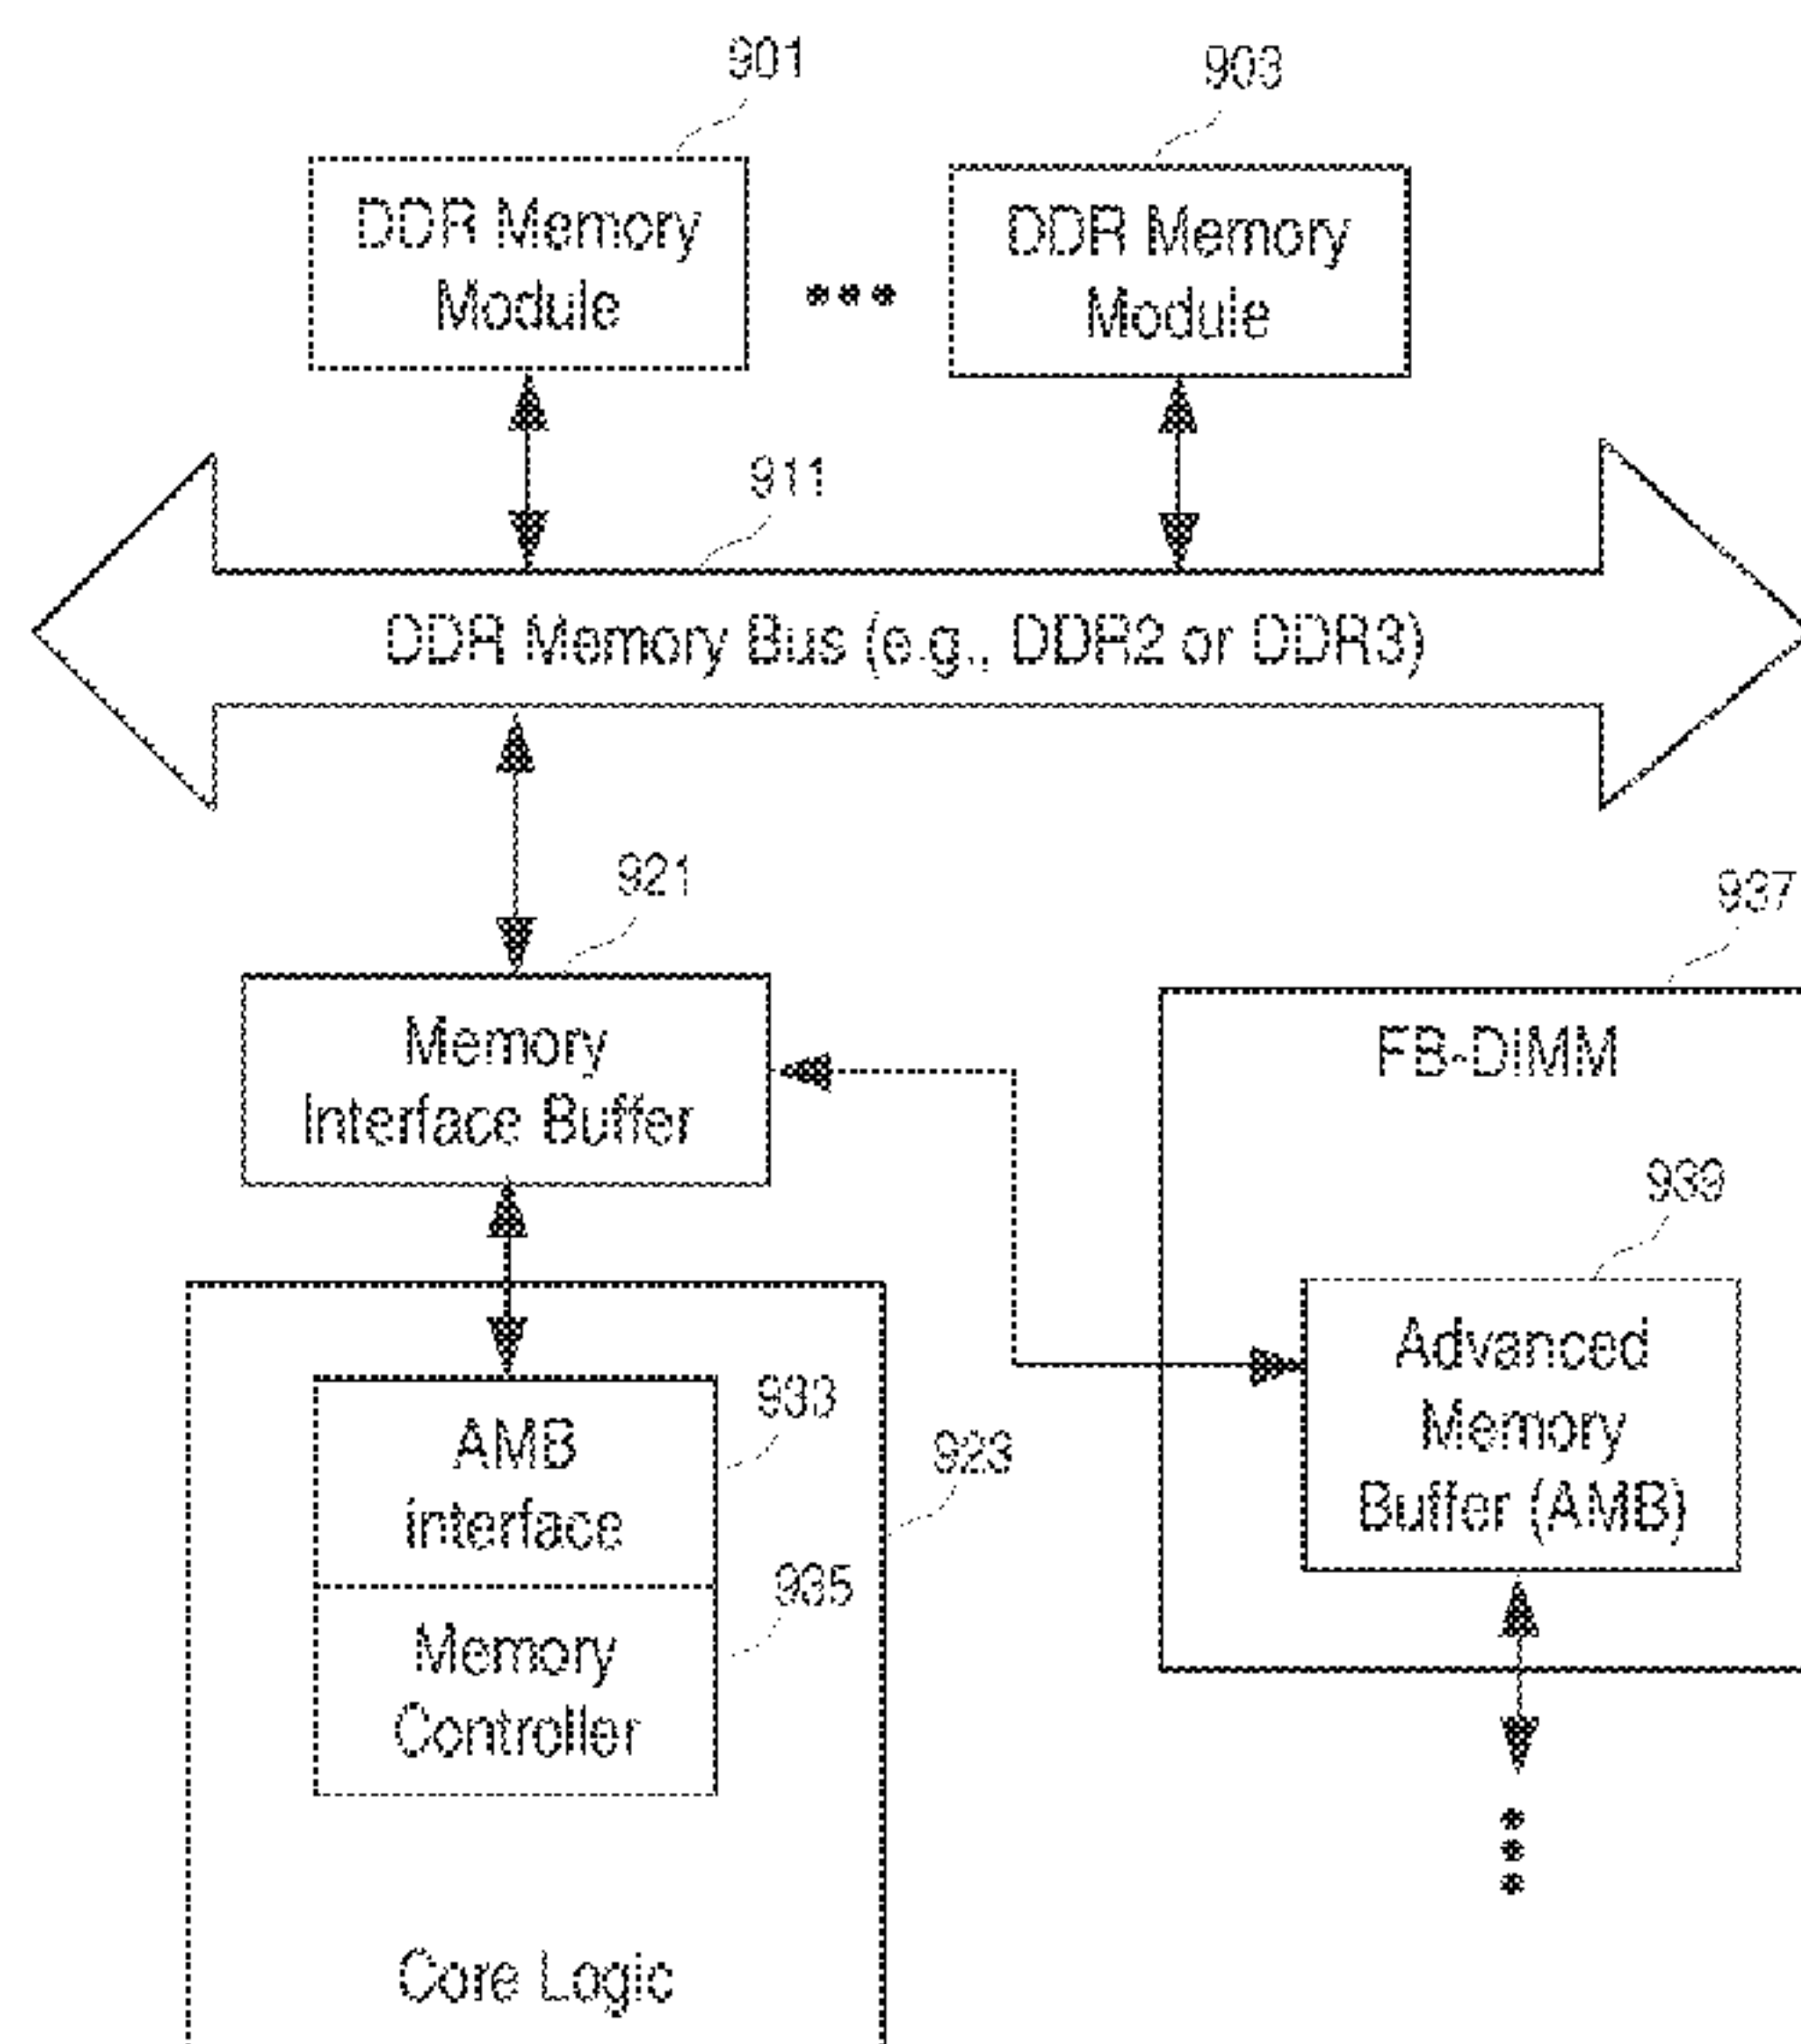 901
903
DDR Memory
Module
DDR Memory
Module
911
DDR Memory Bus (e.g., DDR2 or DDR3)
921
937
Memory
Interface Buffer
FB-DIMM
939
Advanced
Memory
Buffer (AMB)
933
AMB
interface
923
935
Memory
Controller
Core Logic